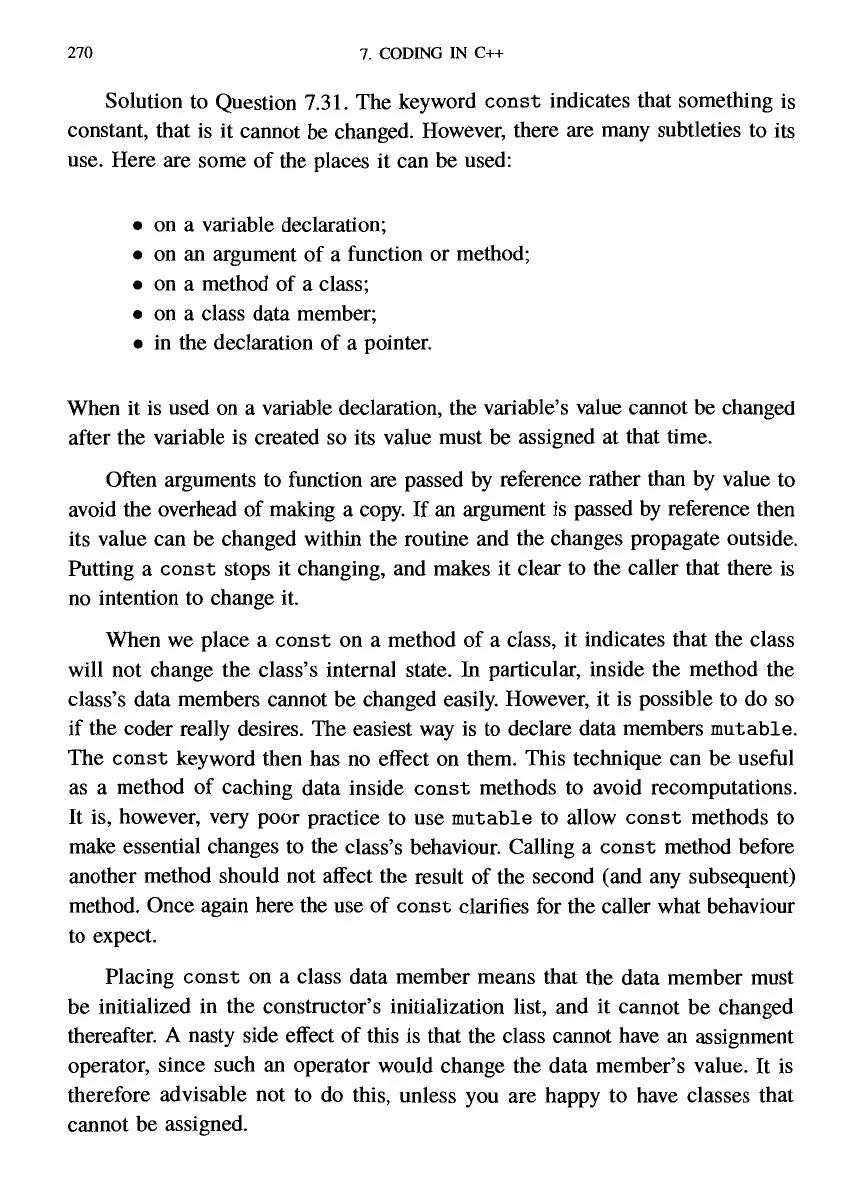 270 7. CODING IN C++
Solution to Question 7.31. The keyword const indicates that something is
constant, that is it cannot be changed. However, there are many subtleties to its
use. Here are some of the places it can be used:
• on a variable declaration;
• on an argument of a function or method;
• on a method of a class;
• on a class data member;
• in the declaration of a pointer.
When it is used on a variable declaration, the variable's value cannot be changed
after the variable is created so its value must be assigned at that time.
Often arguments to function are passed by reference rather than by value to
avoid the overhead of making a copy. If an argument is passed by reference then
its value can be changed within the routine and the changes propagate outside.
Putting a const stops it changing, and makes it clear to the caller that there is
no intention to change it.
When we place a const on a method of a class, it indicates that the class
will not change the class's internal state. In particular, inside the method the
class's data members cannot be changed easily. However, it is possible to do so
if the coder really desires. The easiest way is to declare data members mutable.
The const keyword then has no effect on them. This technique can be useful
as a method of caching data inside const methods to avoid recomputations.
It is, however, very poor practice to use mutable to allow const methods to
make essential changes to the class's behaviour. Calling a const method before
another method should not affect the result of the second (and any subsequent)
method. Once again here the use of const clarifies for the caller what behaviour
to expect.
Placing const on a class data member means that the data member must
be initialized in the constructor's initialization list, and it cannot be changed
thereafter. A nasty side effect of this is that the class cannot have an assignment
operator, since such an operator would change the data member's value. It is
therefore advisable not to do this, unless you are happy to have classes that
cannot be assigned.